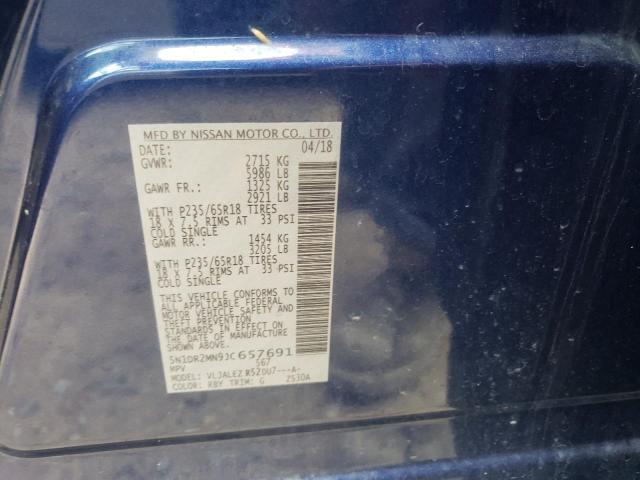 MFD BY NISSAN MOTOR CO., LTD.
DATE: 04/18
GVWR: 2715 KG
5986 LB
GAWR FR.: 1325 KG
2921 LB
WITH P235/65R18 TIRES
18 X 7.5 RIMS AT 33 PSI
COLD SINGLE
GAWR RR.: 1454 KG
3205 LB
WITH P235/65R18 TIRES
18 X 7.5 RIMS AT 33 PSI
COLD SINGLE
THIS VEHICLE CONFORMS TO
ALL APPLICABLE FEDERAL
MOTOR VEHICLE SAFETY AND
THEFT PREVENTION
STANDARDS IN EFFECT ON
THE DATE OF MANUFACTURE
SHOWN ABOVE.
5N1DR2MN9JC657691
MPV 567
MODEL: VLJALEZ R520U7---A-
COLOR: RBY TRIM: G 2530A